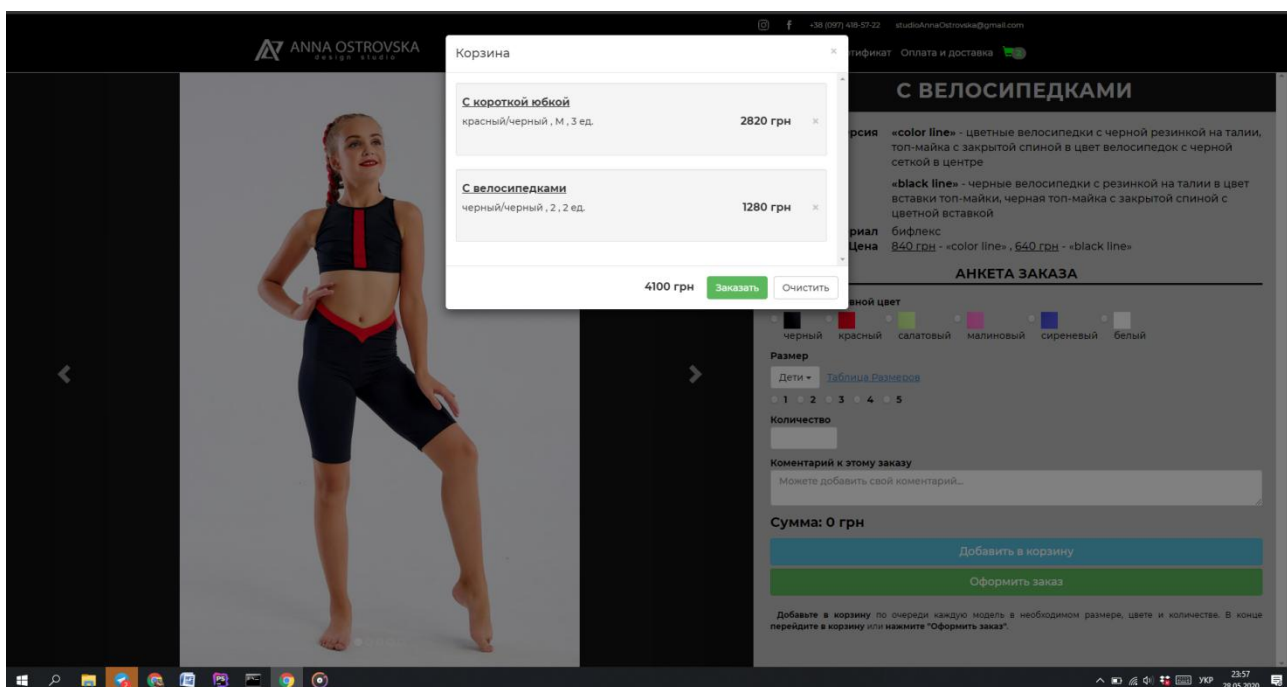 +38 (097) 418-57-22 studioAnnaOstrovska@gmail.com
ANNA OSTROVSKA
design studio
тификат Оплата и доставка
Корзина ×
С короткой юбкой
красный/черный , M , 3 ед. 2820 грн ×
С велосипедками
черный/черный , 2 , 2 ед. 1280 грн ×
4100 грн Заказать Очистить
С ВЕЛОСИПЕДКАМИ
рсия «color line» - цветные велосипедки с черной резинкой на талии,
топ-майка с закрытой спиной в цвет велосипедок с черной
сеткой в центре
«black line» - черные велосипедки с резинкой на талии в цвет
вставки топ-майки, черная топ-майка с закрытой спиной с
цветной вставкой
риал бифлекс
Цена 840 грн - «color line» , 640 грн - «black line»
АНКЕТА ЗАКАЗА
вной цвет
черный красный салатовый малиновый сиреневый белый
Размер
Дети Таблица Размеров
1 2 3 4 5
Количество
Коментарий к этому заказу
Можете добавить свой коментарий...
Сумма: 0 грн
Добавить в корзину
Оформить заказ
Добавьте в корзину по очереди каждую модель в необходимом размере, цвете и количестве. В конце
перейдите в корзину или нажмите "Оформить заказ".
УКР 23:57
28.05.2020